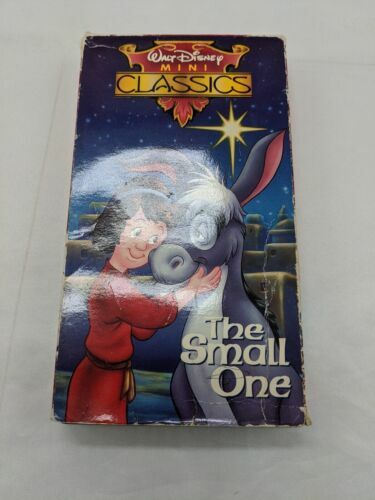 Walt Disney
MINI
CLASSICS
The
Small
One